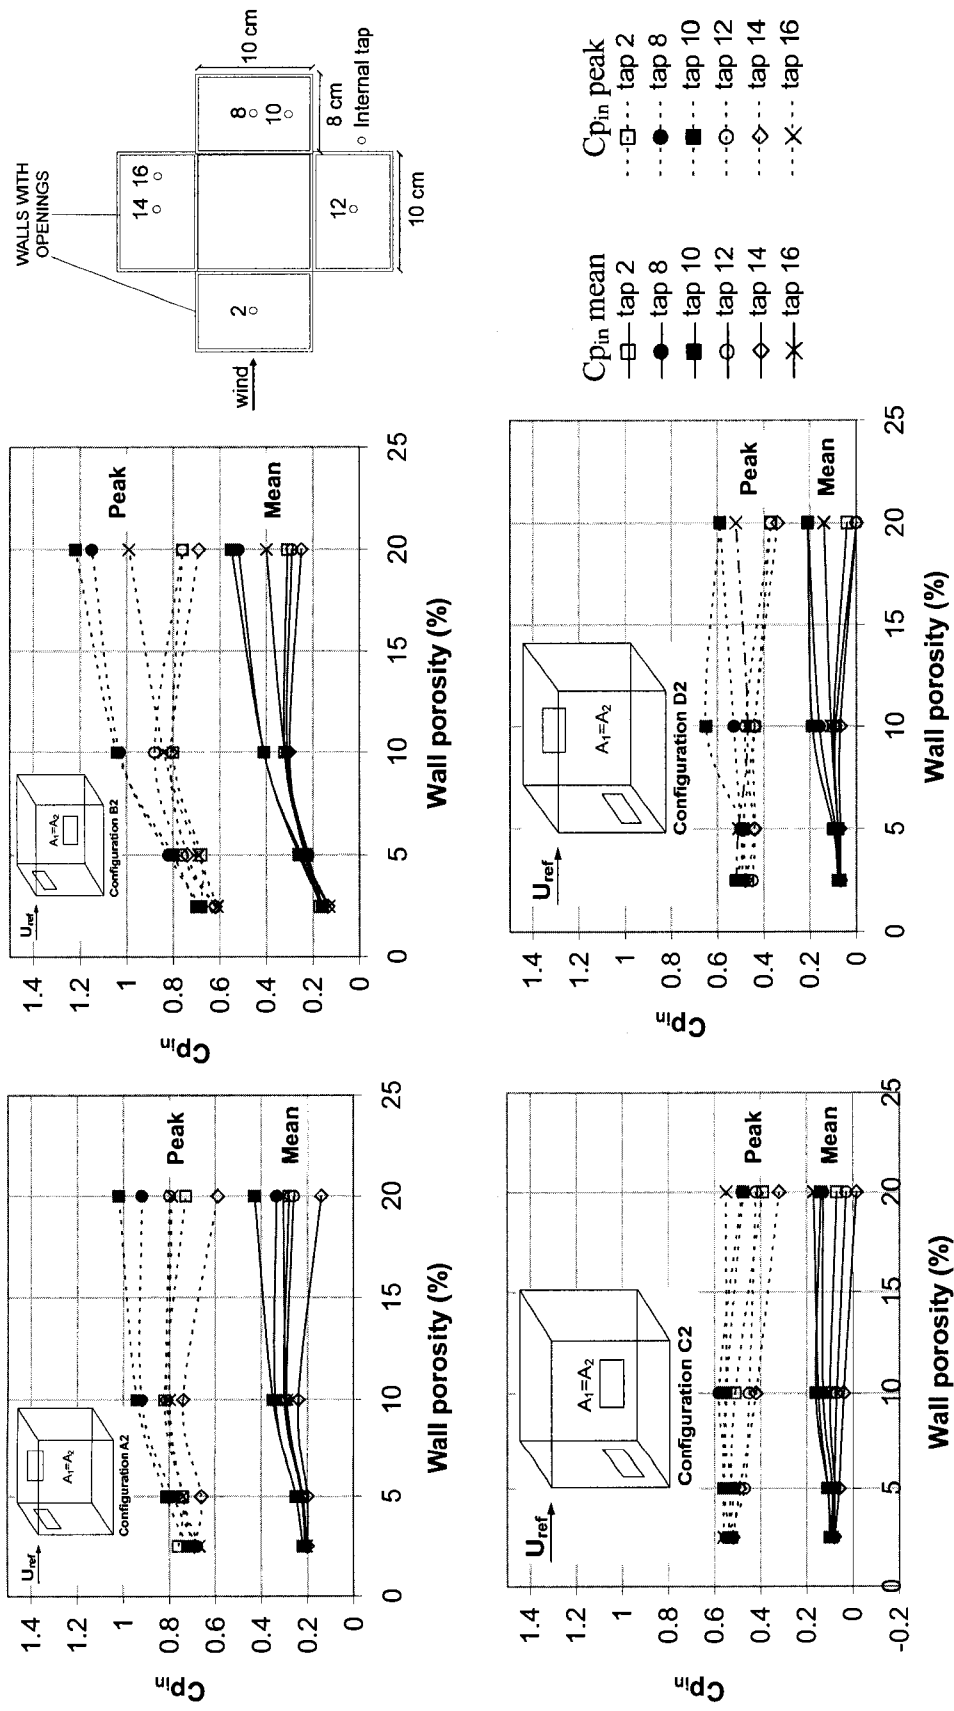 1.4
1.2
1
0.8
0.6
0.4
0.2
0
Cp in
Uref
A1=A2
Configuration A2
Peak
Mean
0 5 10 15 20 25
Wall porosity (%)
1.4
1.2
1
0.8
0.6
0.4
0.2
0
Cp in
Uref
A1=A2
Configuration B2
Peak
Mean
0 5 10 15 20 25
Wall porosity (%)
WALLS WITH
OPENINGS
14 16
2
8
10
12
wind
10 cm
8 cm
10 cm
Internal tap
1.4
1.2
1
0.8
0.6
0.4
0.2
0
-0.2
Cp in
Uref
A1=A2
Configuration C2
Peak
Mean
0 5 10 15 20 25
Wall porosity (%)
1.4
1.2
1
0.8
0.6
0.4
0.2
0
Cp in
Uref
A1=A2
Configuration D2
Peak
Mean
0 5 10 15 20 25
Wall porosity (%)
Cpin mean
tap 2
tap 8
tap 10
tap 12
tap 14
tap 16
Cpin peak
tap 2
tap 8
tap 10
tap 12
tap 14
tap 16